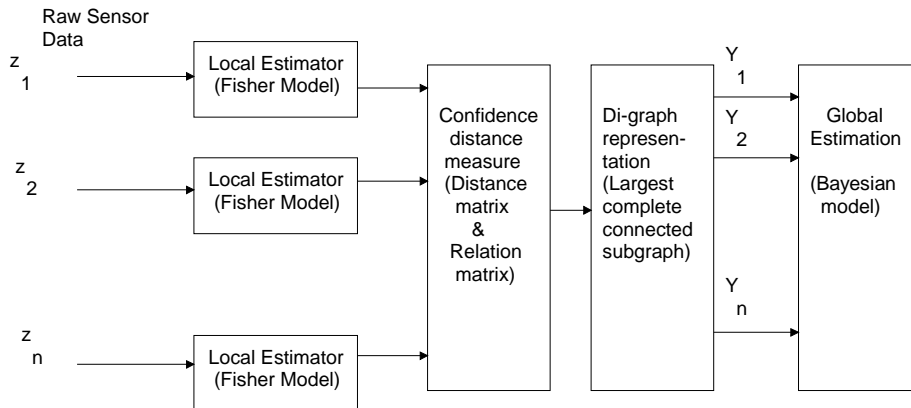 Raw Sensor
Data
z
1
Local Estimator
(Fisher Model)
z
2
Local Estimator
(Fisher Model)
z
n
Local Estimator
(Fisher Model)
Confidence
distance
measure
(Distance
matrix
&
Relation
matrix)
Di-graph
represen-
tation
(Largest
complete
connected
subgraph)
Y
1
Y
2
Y
n
Global
Estimation
(Bayesian
model)